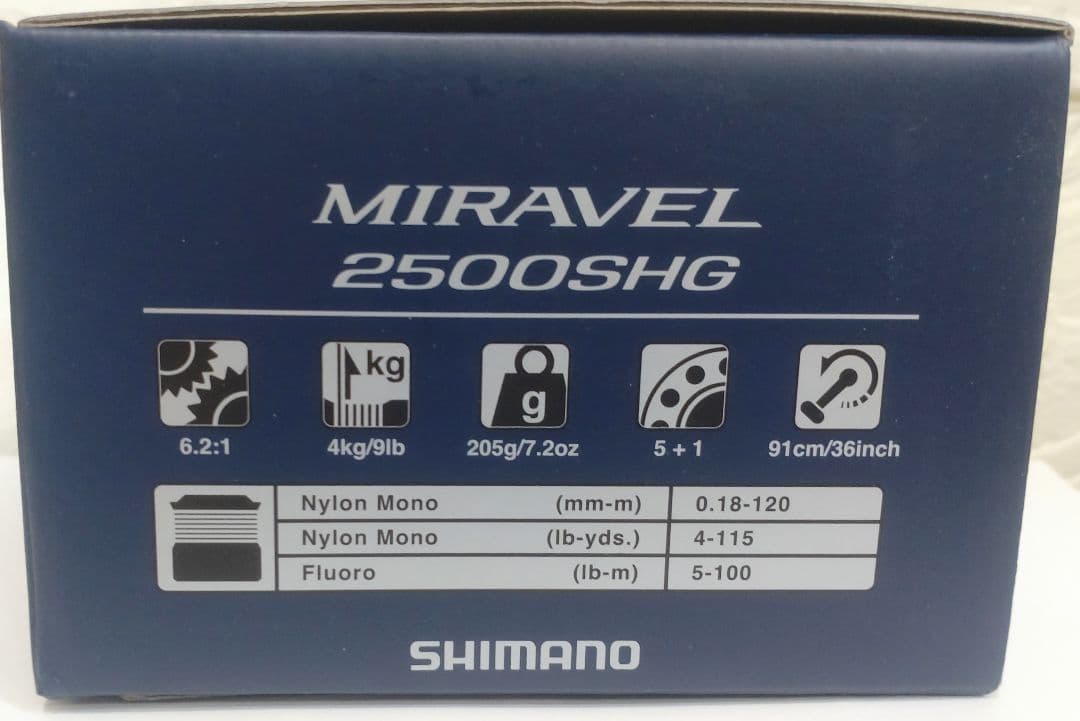 MIRAVEL
2500SHG
kg
g
6.2:1 4kg/9lb 205g/7.2oz 5 + 1 91cm/36inch
Nylon Mono (mm-m) 0.18-120
Nylon Mono (lb-yds.) 4-115
Fluoro (lb-m) 5-100
SHIMANO